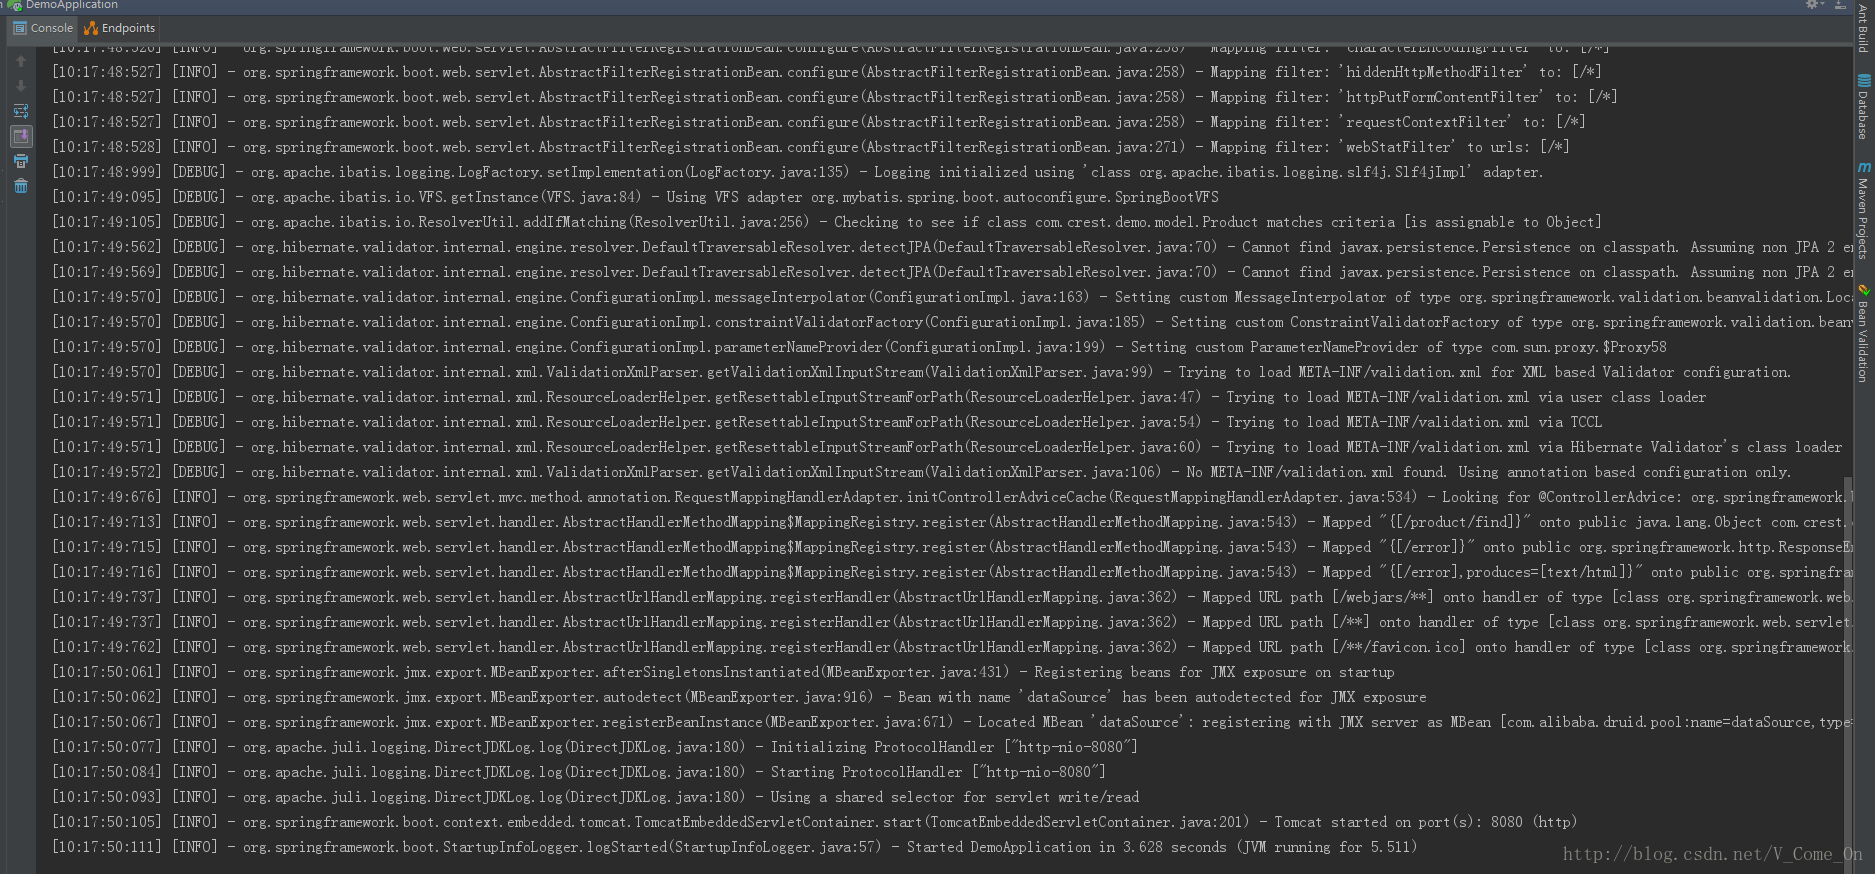 DemoApplication
Console Endpoints
[10:17:48:526] [INFO] - org.springframework.boot.web.servlet.AbstractFilterRegistrationBean.configure(AbstractFilterRegistrationBean.java:258) - Mapping filter: 'characterEncodingFilter' to: [/*]
[10:17:48:527] [INFO] - org.springframework.boot.web.servlet.AbstractFilterRegistrationBean.configure(AbstractFilterRegistrationBean.java:258) - Mapping filter: 'hiddenHttpMethodFilter' to: [/*]
[10:17:48:527] [INFO] - org.springframework.boot.web.servlet.AbstractFilterRegistrationBean.configure(AbstractFilterRegistrationBean.java:258) - Mapping filter: 'httpPutFormContentFilter' to: [/*]
[10:17:48:527] [INFO] - org.springframework.boot.web.servlet.AbstractFilterRegistrationBean.configure(AbstractFilterRegistrationBean.java:258) - Mapping filter: 'requestContextFilter' to: [/*]
[10:17:48:528] [INFO] - org.springframework.boot.web.servlet.AbstractFilterRegistrationBean.configure(AbstractFilterRegistrationBean.java:271) - Mapping filter: 'webStatFilter' to urls: [/*]
[10:17:48:999] [DEBUG] - org.apache.ibatis.logging.LogFactory.setImplementation(LogFactory.java:135) - Logging initialized using 'class org.apache.ibatis.logging.slf4j.Slf4jImpl' adapter.
[10:17:49:095] [DEBUG] - org.apache.ibatis.io.VFS.getInstance(VFS.java:84) - Using VFS adapter org.mybatis.spring.boot.autoconfigure.SpringBootVFS
[10:17:49:105] [DEBUG] - org.apache.ibatis.io.ResolverUtil.addIfMatching(ResolverUtil.java:256) - Checking to see if class com.crest.demo.model.Product matches criteria [is assignable to Object]
[10:17:49:562] [DEBUG] - org.hibernate.validator.internal.engine.resolver.DefaultTraversableResolver.detectJPA(DefaultTraversableResolver.java:70) - Cannot find javax.persistence.Persistence on classpath. Assuming non JPA 2 e
[10:17:49:569] [DEBUG] - org.hibernate.validator.internal.engine.resolver.DefaultTraversableResolver.detectJPA(DefaultTraversableResolver.java:70) - Cannot find javax.persistence.Persistence on classpath. Assuming non JPA 2 e
[10:17:49:570] [DEBUG] - org.hibernate.validator.internal.engine.ConfigurationImpl.messageInterpolator(ConfigurationImpl.java:163) - Setting custom MessageInterpolator of type org.springframework.validation.beanvalidation.Loc
[10:17:49:570] [DEBUG] - org.hibernate.validator.internal.engine.ConfigurationImpl.constraintValidatorFactory(ConfigurationImpl.java:185) - Setting custom ConstraintValidatorFactory of type org.springframework.validation.bean
[10:17:49:570] [DEBUG] - org.hibernate.validator.internal.engine.ConfigurationImpl.parameterNameProvider(ConfigurationImpl.java:199) - Setting custom ParameterNameProvider of type com.sun.proxy.$Proxy58
[10:17:49:570] [DEBUG] - org.hibernate.validator.internal.xml.ValidationXmlParser.getValidationXmlInputStream(ValidationXmlParser.java:99) - Trying to load META-INF/validation.xml for XML based Validator configuration.
[10:17:49:571] [DEBUG] - org.hibernate.validator.internal.xml.ResourceLoaderHelper.getResettableInputStreamForPath(ResourceLoaderHelper.java:47) - Trying to load META-INF/validation.xml via user class loader
[10:17:49:571] [DEBUG] - org.hibernate.validator.internal.xml.ResourceLoaderHelper.getResettableInputStreamForPath(ResourceLoaderHelper.java:54) - Trying to load META-INF/validation.xml via TCCL
[10:17:49:571] [DEBUG] - org.hibernate.validator.internal.xml.ResourceLoaderHelper.getResettableInputStreamForPath(ResourceLoaderHelper.java:60) - Trying to load META-INF/validation.xml via Hibernate Validator's class loader
[10:17:49:572] [DEBUG] - org.hibernate.validator.internal.xml.ValidationXmlParser.getValidationXmlInputStream(ValidationXmlParser.java:106) - No META-INF/validation.xml found. Using annotation based configuration only.
[10:17:49:676] [INFO] - org.springframework.web.servlet.mvc.method.annotation.RequestMappingHandlerAdapter.initControllerAdviceCache(RequestMappingHandlerAdapter.java:534) - Looking for @ControllerAdvice: org.springframework.
[10:17:49:713] [INFO] - org.springframework.web.servlet.handler.AbstractHandlerMethodMapping$MappingRegistry.register(AbstractHandlerMethodMapping.java:543) - Mapped "{[/product/find]}" onto public java.lang.Object com.crest.
[10:17:49:715] [INFO] - org.springframework.web.servlet.handler.AbstractHandlerMethodMapping$MappingRegistry.register(AbstractHandlerMethodMapping.java:543) - Mapped "{[/error]}" onto public org.springframework.http.ResponseE
[10:17:49:716] [INFO] - org.springframework.web.servlet.handler.AbstractHandlerMethodMapping$MappingRegistry.register(AbstractHandlerMethodMapping.java:543) - Mapped "{[/error],produces=[text/html]}" onto public org.springfra
[10:17:49:737] [INFO] - org.springframework.web.servlet.handler.AbstractUrlHandlerMapping.registerHandler(AbstractUrlHandlerMapping.java:362) - Mapped URL path [/webjars/**] onto handler of type [class org.springframework.web.
[10:17:49:737] [INFO] - org.springframework.web.servlet.handler.AbstractUrlHandlerMapping.registerHandler(AbstractUrlHandlerMapping.java:362) - Mapped URL path [/**] onto handler of type [class org.springframework.web.servlet.
[10:17:49:762] [INFO] - org.springframework.web.servlet.handler.AbstractUrlHandlerMapping.registerHandler(AbstractUrlHandlerMapping.java:362) - Mapped URL path [/**/favicon.ico] onto handler of type [class org.springframework.
[10:17:50:061] [INFO] - org.springframework.jmx.export.MBeanExporter.afterSingletonsInstantiated(MBeanExporter.java:431) - Registering beans for JMX exposure on startup
[10:17:50:062] [INFO] - org.springframework.jmx.export.MBeanExporter.autodetect(MBeanExporter.java:916) - Bean with name 'dataSource' has been autodetected for JMX exposure
[10:17:50:067] [INFO] - org.springframework.jmx.export.MBeanExporter.registerBeanInstance(MBeanExporter.java:671) - Located MBean 'dataSource': registering with JMX server as MBean [com.alibaba.druid.pool:name=dataSource,type=
[10:17:50:077] [INFO] - org.apache.juli.logging.DirectJDKLog.log(DirectJDKLog.java:180) - Initializing ProtocolHandler ["http-nio-8080"]
[10:17:50:084] [INFO] - org.apache.juli.logging.DirectJDKLog.log(DirectJDKLog.java:180) - Starting ProtocolHandler ["http-nio-8080"]
[10:17:50:093] [INFO] - org.apache.juli.logging.DirectJDKLog.log(DirectJDKLog.java:180) - Using a shared selector for servlet write/read
[10:17:50:105] [INFO] - org.springframework.boot.context.embedded.tomcat.TomcatEmbeddedServletContainer.start(TomcatEmbeddedServletContainer.java:201) - Tomcat started on port(s): 8080 (http)
[10:17:50:111] [INFO] - org.springframework.boot.StartupInfoLogger.logStarted(StartupInfoLogger.java:57) - Started DemoApplication in 3.628 seconds (JVM running for 5.511)
Ant Build
Database
Maven Projects
Bean Validation
http://blog.csdn.net/V_Come_On